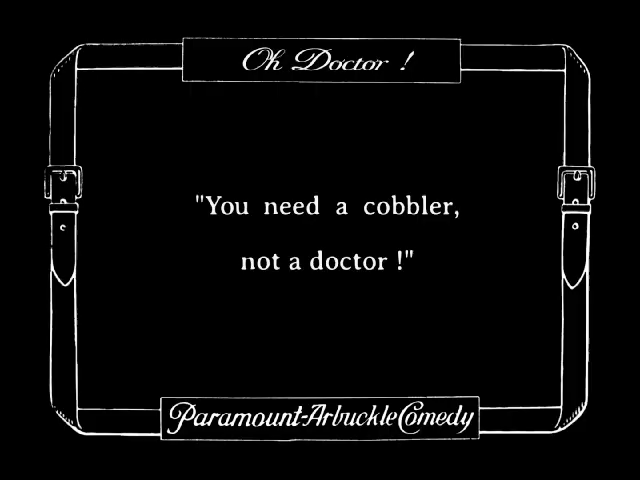 Oh Doctor !
"You need a cobbler,
not a doctor !"
Paramount-Arbuckle Comedy